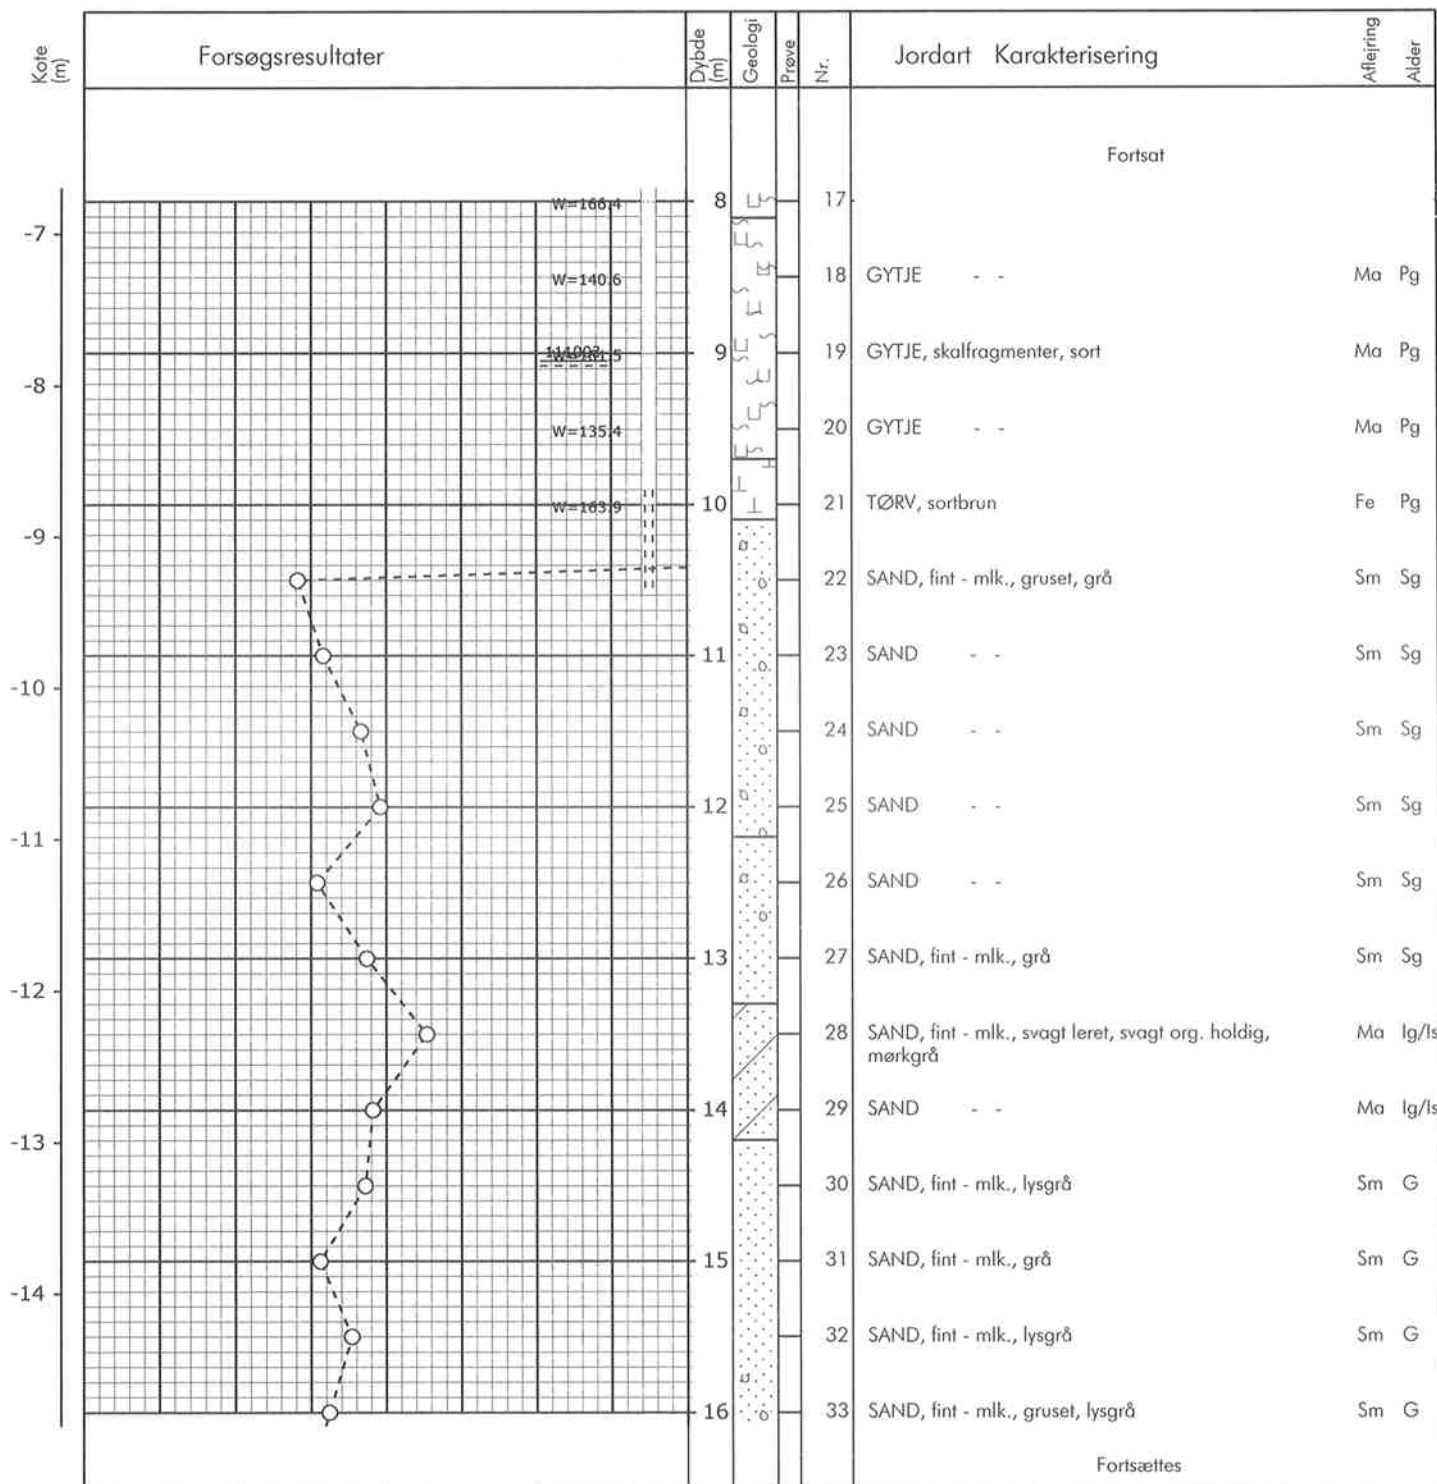 Kote (m) Forsøgsresultater Dybde (m) Geologi Prøve Nr. Jordart Karakterisering Aflejring Alder
Fortsat
W=166.4 8 17
-7
W=140.6 18 GYTJE - - Ma Pg
9 19 GYTJE, skalfragmenter, sort Ma Pg
-8
W=135.4 20 GYTJE - - Ma Pg
W=163.9 10 21 TØRV, sortbrun Fe Pg
-9
22 SAND, fint - mlk., gruset, grå Sm Sg
11 23 SAND - - Sm Sg
-10
24 SAND - - Sm Sg
12 25 SAND - - Sm Sg
-11
26 SAND - - Sm Sg
13 27 SAND, fint - mlk., grå Sm Sg
-12
28 SAND, fint - mlk., svagt leret, svagt org. holdig, Ma Ig/Is
mørkgrå
14 29 SAND - - Ma Ig/Is
-13
30 SAND, fint - mlk., lysgrå Sm G
15 31 SAND, fint - mlk., grå Sm G
-14
32 SAND, fint - mlk., lysgrå Sm G
16 33 SAND, fint - mlk., gruset, lysgrå Sm G
Fortsættes